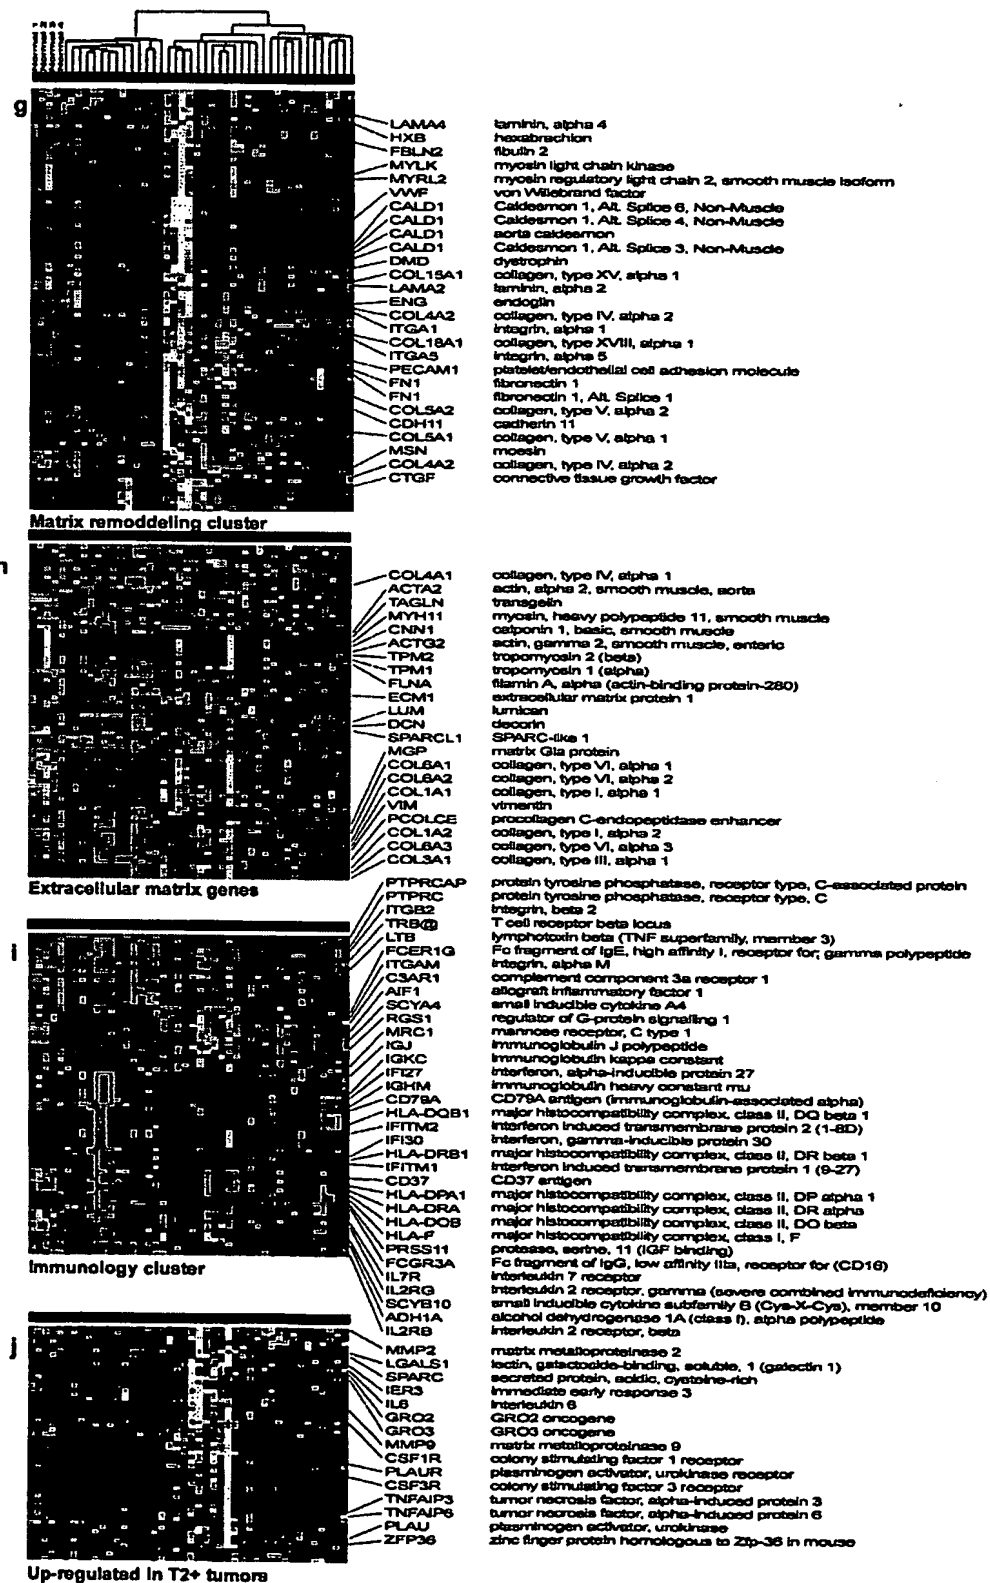 g
LAMA4 laminin, alpha 4
HXB hexabrachion
FBLN2 fibulin 2
MYLK myosin light chain kinase
MYRL2 myosin regulatory light chain 2, smooth muscle isoform
VWF von Willebrand factor
CALD1 Caldesmon 1, Alt. Splice 6, Non-Muscle
CALD1 Caldesmon 1, Alt. Splice 4, Non-Muscle
CALD1 aorta caldesmon
CALD1 Caldesmon 1, Alt. Splice 3, Non-Muscle
DMD dystrophin
COL15A1 collagen, type XV, alpha 1
LAMA2 laminin, alpha 2
ENG endoglin
COL4A2 collagen, type IV, alpha 2
ITGA1 integrin, alpha 1
COL18A1 collagen, type XVIII, alpha 1
ITGA5 integrin, alpha 5
PECAM1 platelet/endothelial cell adhesion molecule
FN1 fibronectin 1
FN1 fibronectin 1, Alt. Splice 1
COL5A2 collagen, type V, alpha 2
CDH11 cadherin 11
COL5A1 collagen, type V, alpha 1
MSN moesin
COL4A2 collagen, type IV, alpha 2
CTGF connective tissue growth factor
Matrix remoddeling cluster
h
COL4A1 collagen, type IV, alpha 1
ACTA2 actin, alpha 2, smooth muscle, aorta
TAGLN transgelin
MYH11 myosin, heavy polypeptide 11, smooth muscle
CNN1 calponin 1, basic, smooth muscle
ACTG2 actin, gamma 2, smooth muscle, enteric
TPM2 tropomyosin 2 (beta)
TPM1 tropomyosin 1 (alpha)
FLNA filamin A, alpha (actin-binding protein-280)
ECM1 extracellular matrix protein 1
LUM lumican
DCN decorin
SPARCL1 SPARC-like 1
MGP matrix Gla protein
COL6A1 collagen, type VI, alpha 1
COL6A2 collagen, type VI, alpha 2
COL1A1 collagen, type I, alpha 1
VIM vimentin
PCOLCE procollagen C-endopeptidase enhancer
COL1A2 collagen, type I, alpha 2
COL6A3 collagen, type VI, alpha 3
COL3A1 collagen, type III, alpha 1
Extracellular matrix genes
i
PTPRCAP protein tyrosine phosphatase, receptor type, C-associated protein
PTPRC protein tyrosine phosphatase, receptor type, C
ITGB2 integrin, beta 2
TRB@ T cell receptor beta locus
LTB lymphotoxin beta (TNF superfamily, member 3)
FCER1G Fc fragment of IgE, high affinity I, receptor for; gamma polypeptide
ITGAM integrin, alpha M
C3AR1 complement component 3a receptor 1
AIF1 allograft inflammatory factor 1
SCYA4 small inducible cytokine A4
RGS1 regulator of G-protein signalling 1
MRC1 mannose receptor, C type 1
IGJ immunoglobulin J polypeptide
IGKC immunoglobulin kappa constant
IFI27 interferon, alpha-inducible protein 27
IGHM immunoglobulin heavy constant mu
CD79A CD79A antigen (immunoglobulin-associated alpha)
HLA-DQB1 major histocompatibility complex, class II, DQ beta 1
IFITM2 interferon induced transmembrane protein 2 (1-8D)
IFI30 interferon, gamma-inducible protein 30
HLA-DRB1 major histocompatibility complex, class II, DR beta 1
IFITM1 interferon induced transmembrane protein 1 (9-27)
CD37 CD37 antigen
HLA-DPA1 major histocompatibility complex, class II, DP alpha 1
HLA-DRA major histocompatibility complex, class II, DR alpha
HLA-DOB major histocompatibility complex, class II, DO beta
HLA-F major histocompatibility complex, class I, F
PRSS11 protease, serine, 11 (IGF binding)
FCGR3A Fc fragment of IgG, low affinity IIIa, receptor for (CD16)
IL7R interleukin 7 receptor
IL2RG interleukin 2 receptor, gamma (severe combined immunodeficiency)
SCYB10 small inducible cytokine subfamily B (Cys-X-Cys), member 10
ADH1A alcohol dehydrogenase 1A (class I), alpha polypeptide
IL2RB interleukin 2 receptor, beta
Immunology cluster
j
MMP2 matrix metalloproteinase 2
LGALS1 lectin, galactoside-binding, soluble, 1 (galectin 1)
SPARC secreted protein, acidic, cysteine-rich
IER3 immediate early response 3
IL6 interleukin 6
GRO2 GRO2 oncogene
GRO3 GRO3 oncogene
MMP9 matrix metalloproteinase 9
CSF1R colony stimulating factor 1 receptor
PLAUR plasminogen activator, urokinase receptor
CSF3R colony stimulating factor 3 receptor
TNFAIP3 tumor necrosis factor, alpha-induced protein 3
TNFAIP6 tumor necrosis factor, alpha-induced protein 6
PLAU plasminogen activator, urokinase
ZFP36 zinc finger protein homologous to Zfp-36 in mouse
Up-regulated in T2+ tumors